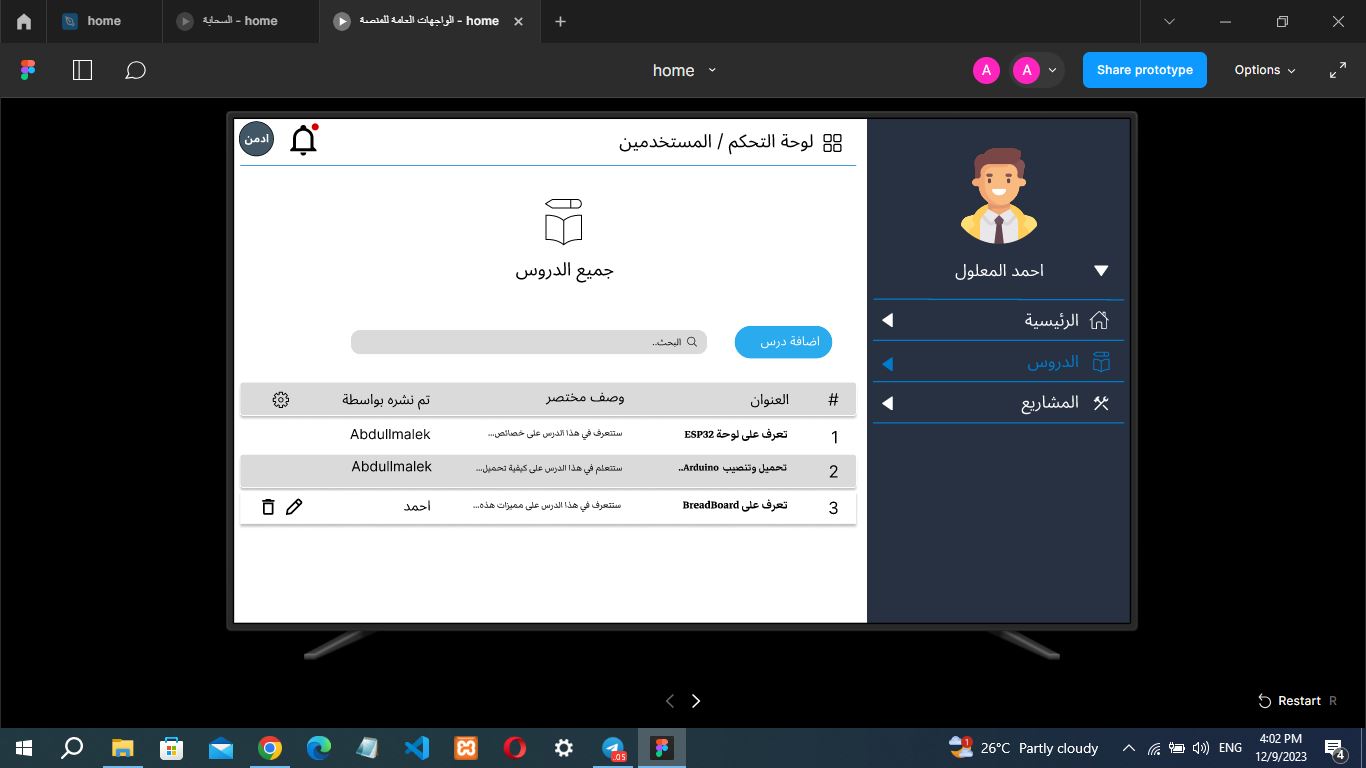 home
السحابة - home
الواجهات العامة للمنصة - home
home
A
A
Share prototype
Options
ادمن
لوحة التحكم / المستخدمين
احمد المعلول
جميع الدروس
الرئيسية
الدروس
المشاريع
اضافة درس
البحث..
# العنوان وصف مختصر تم نشره بواسطة
1 تعرف على لوحة ESP32 ستتعرف في هذا الدرس على خصائص... Abdullmalek
2 تحميل وتنصيب Arduino.. ستتعلم في هذا الدرس على كيفية تحميل... Abdullmalek
3 تعرف على BreadBoard ستتعرف في هذا الدرس على مميزات هذه... احمد
Restart R
1
26°C Partly cloudy
ENG
4:02 PM
12/9/2023
4
.05